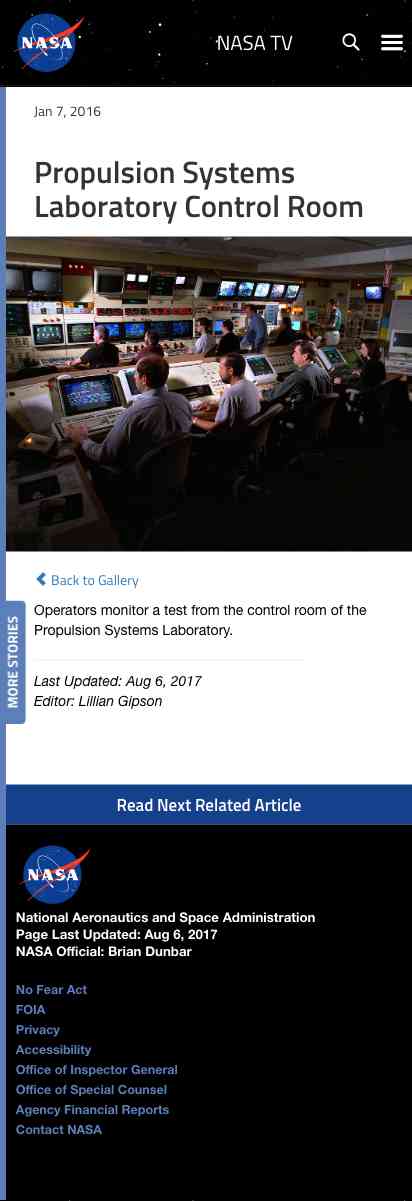 NASA
NASA TV
Jan 7, 2016
Propulsion Systems
Laboratory Control Room
Back to Gallery
Operators monitor a test from the control room of the
Propulsion Systems Laboratory.
MORE STORIES
Last Updated: Aug 6, 2017
Editor: Lillian Gipson
Read Next Related Article
NASA
National Aeronautics and Space Administration
Page Last Updated: Aug 6, 2017
NASA Official: Brian Dunbar
No Fear Act
FOIA
Privacy
Accessibility
Office of Inspector General
Office of Special Counsel
Agency Financial Reports
Contact NASA